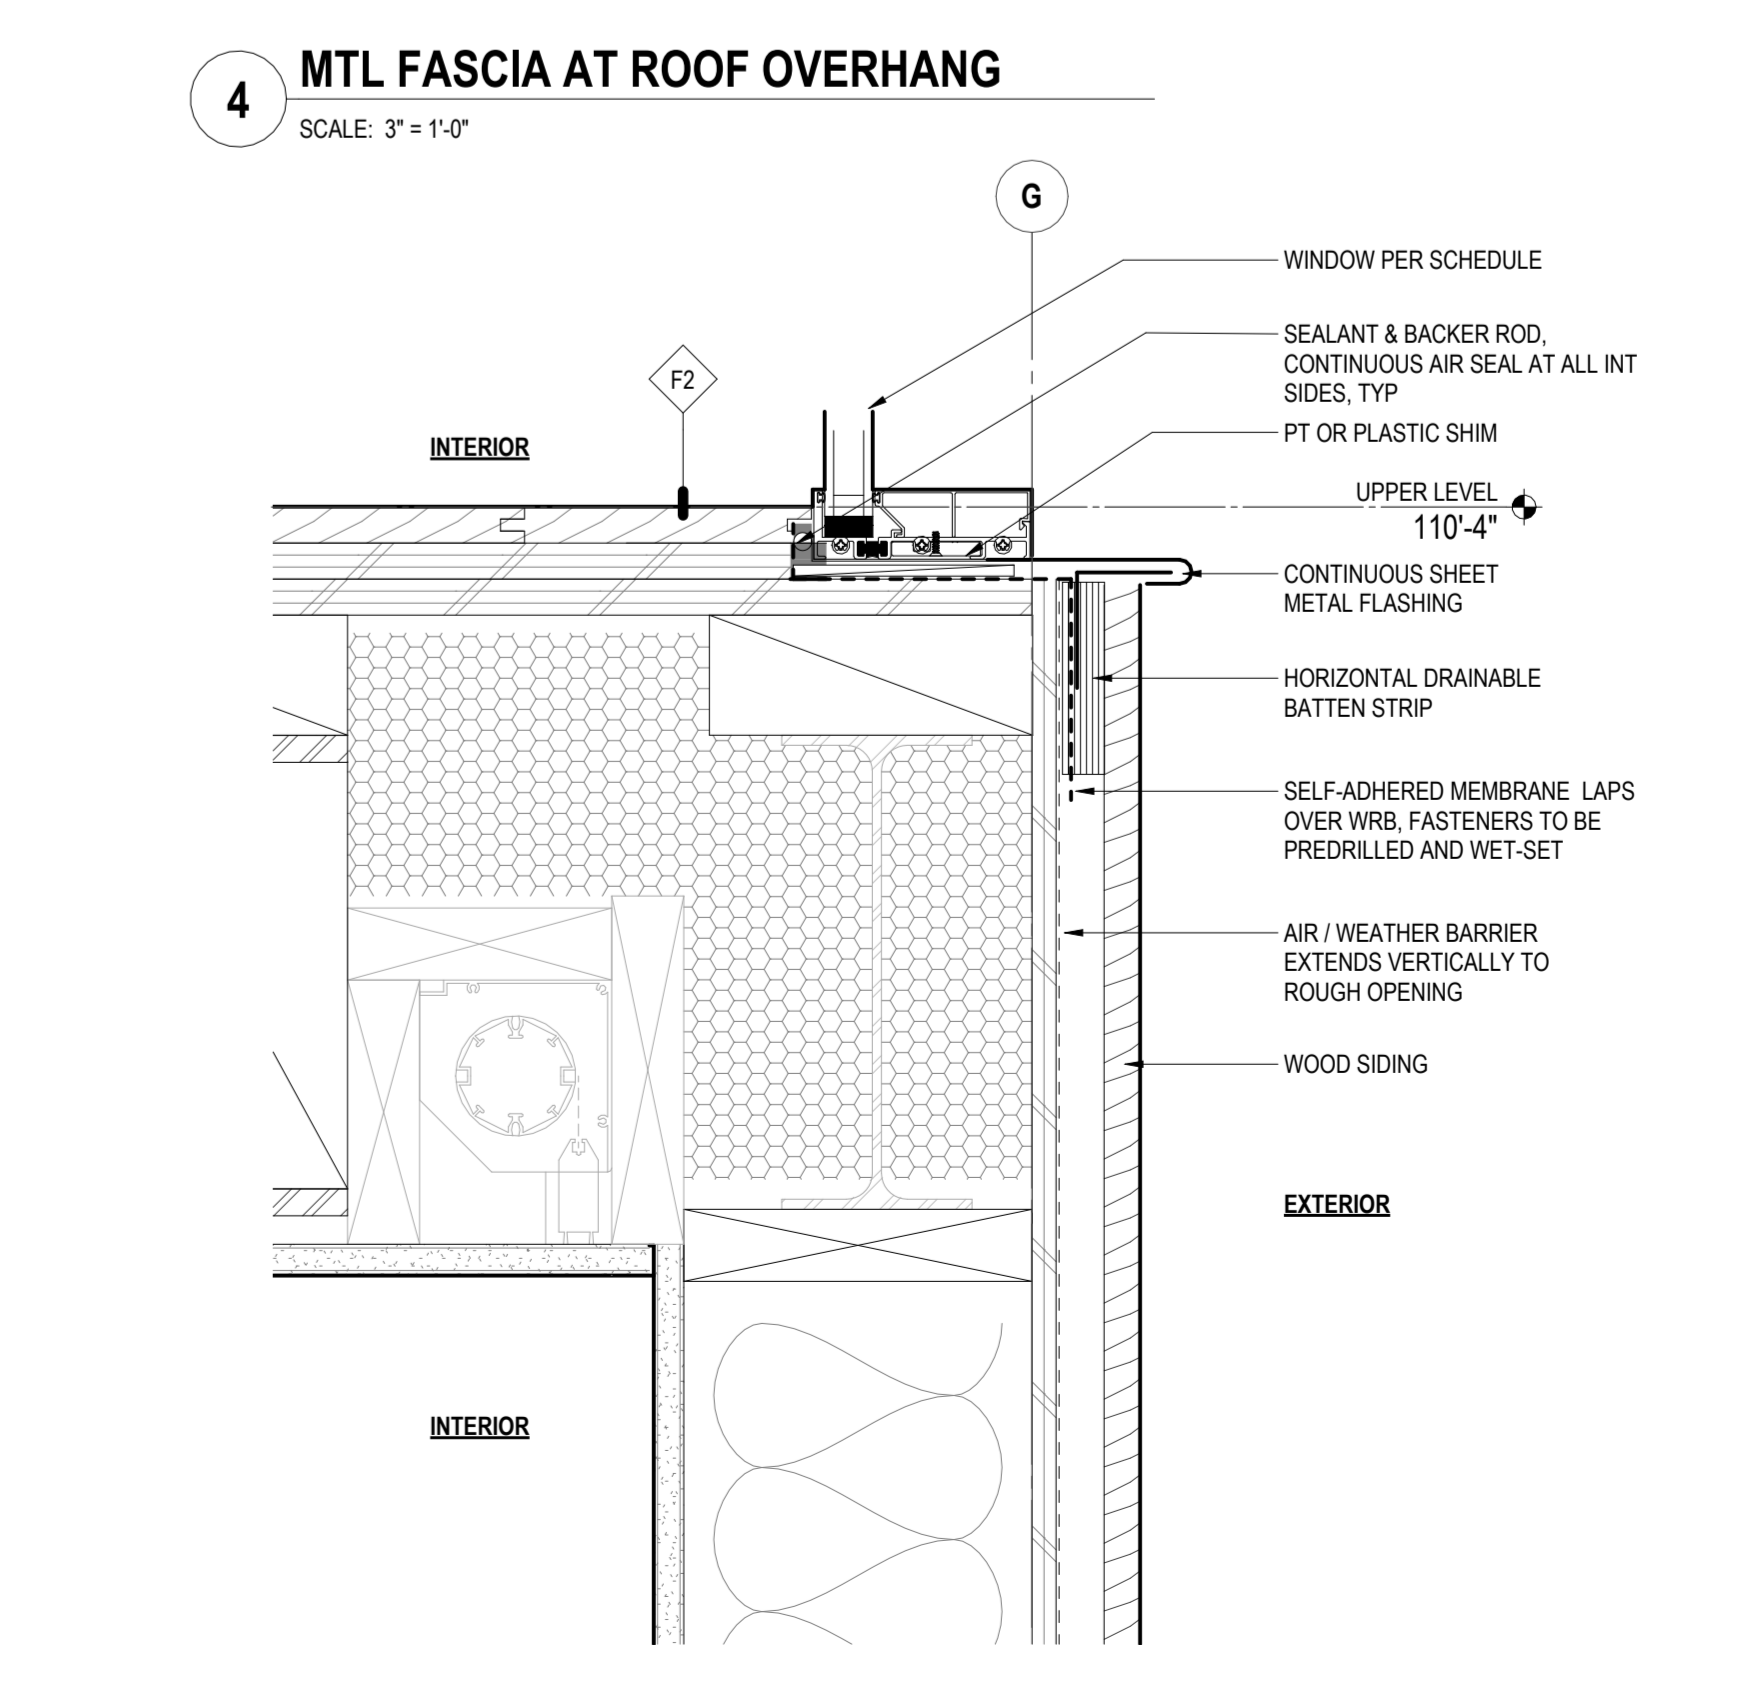 4
MTL FASCIA AT ROOF OVERHANG
SCALE: 3" = 1'-0"
G
WINDOW PER SCHEDULE
SEALANT & BACKER ROD,
CONTINUOUS AIR SEAL AT ALL INT
SIDES, TYP
F2
PT OR PLASTIC SHIM
INTERIOR
UPPER LEVEL
110'-4"
CONTINUOUS SHEET
METAL FLASHING
HORIZONTAL DRAINABLE
BATTEN STRIP
SELF-ADHERED MEMBRANE LAPS
OVER WRB, FASTENERS TO BE
PREDRILLED AND WET-SET
AIR / WEATHER BARRIER
EXTENDS VERTICALLY TO
ROUGH OPENING
WOOD SIDING
EXTERIOR
INTERIOR